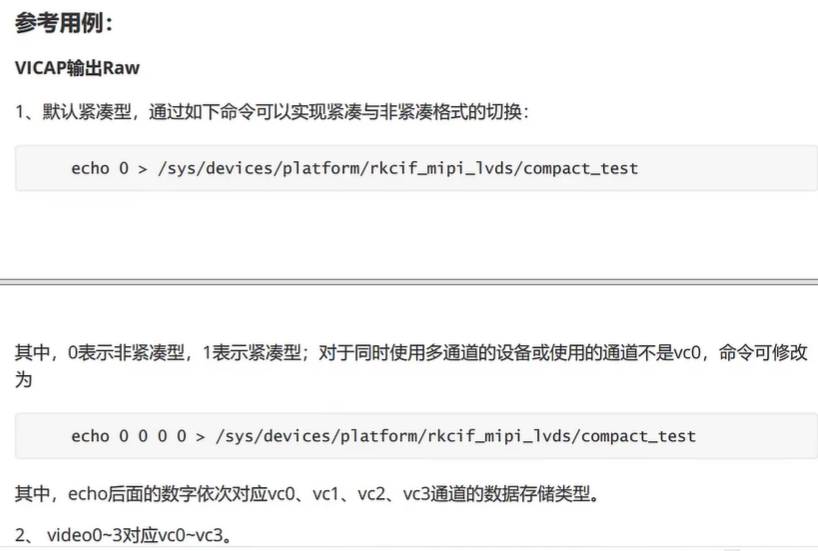 参考用例：
VICAP输出Raw
1、默认紧凑型，通过如下命令可以实现紧凑与非紧凑格式的切换：
echo 0 > /sys/devices/platform/rkcif_mipi_lvds/compact_test
其中，0表示非紧凑型，1表示紧凑型；对于同时使用多通道的设备或使用的通道不是vc0，命令可修改
为
echo 0 0 0 0 > /sys/devices/platform/rkcif_mipi_lvds/compact_test
其中，echo后面的数字依次对应vc0、vc1、vc2、vc3通道的数据存储类型。
2、 video0~3对应vc0~vc3。